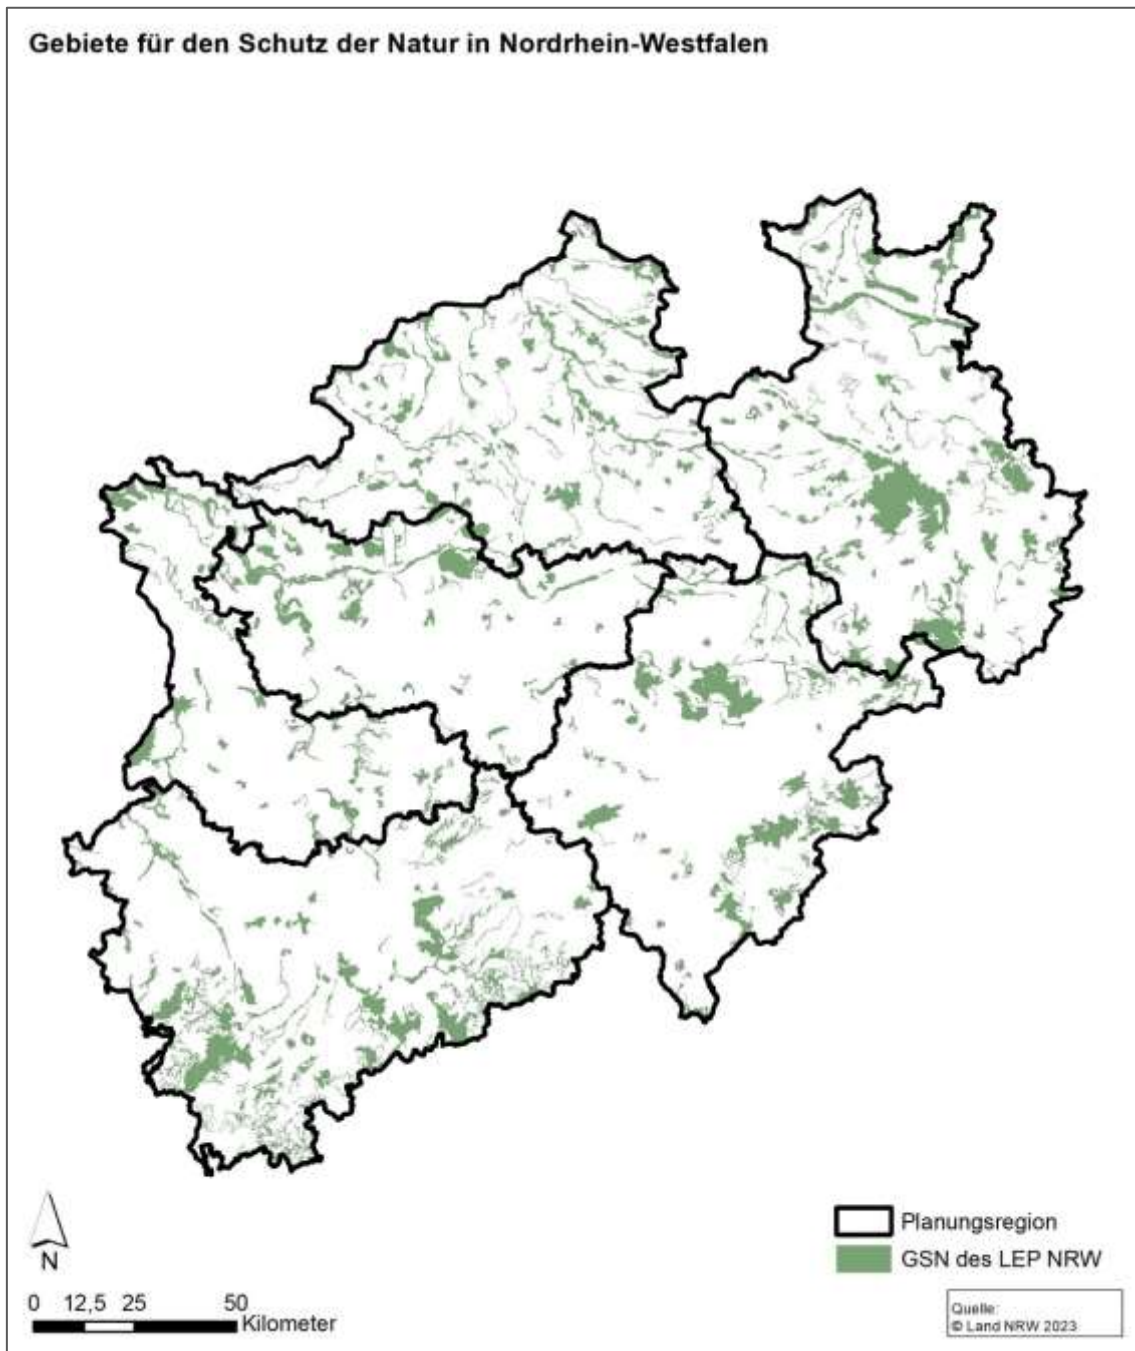 Gebiete für den Schutz der Natur in Nordrhein-Westfalen
Planungsregion
GSN des LEP NRW
N
0 12,5 25 50
Kilometer
Quelle:
© Land NRW 2023